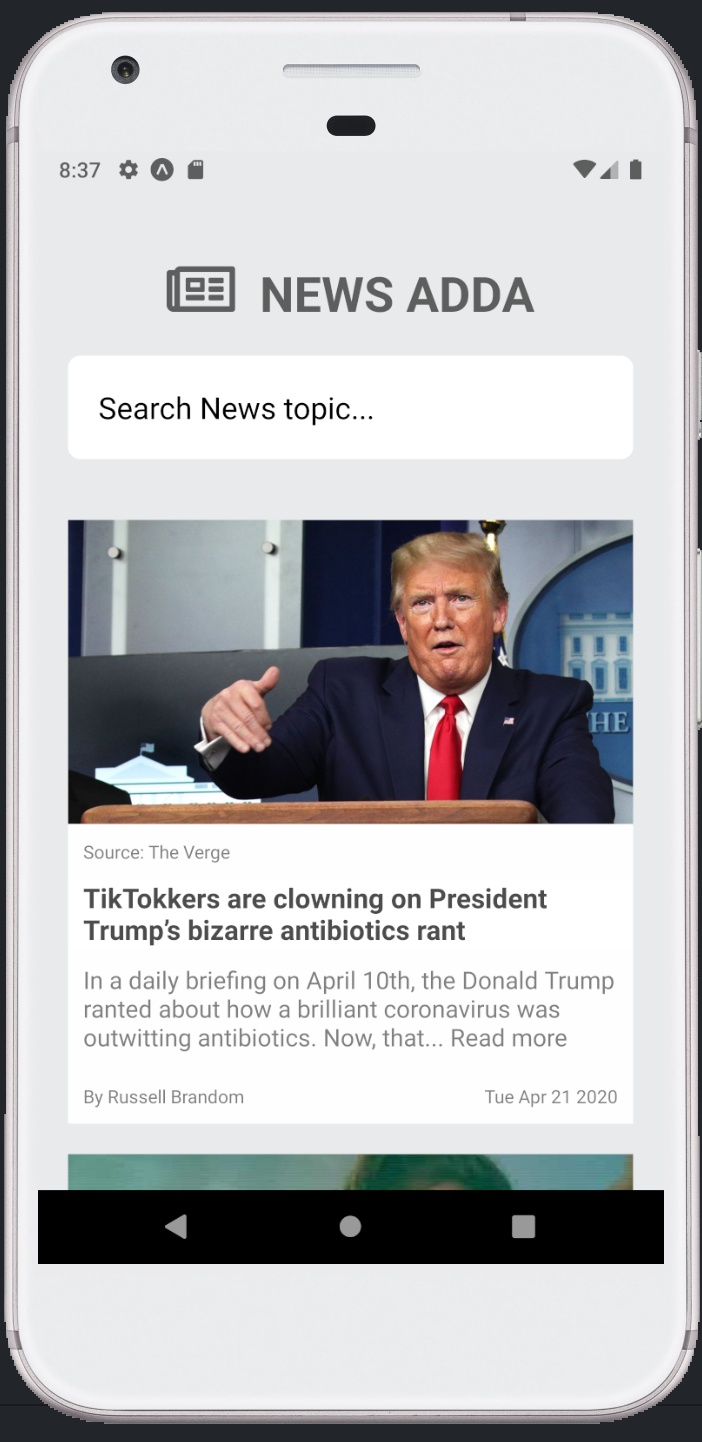 8:37
NEWS ADDA
Search News topic...
THE
Source: The Verge
TikTokkers are clowning on President
Trump’s bizarre antibiotics rant
In a daily briefing on April 10th, the Donald Trump
ranted about how a brilliant coronavirus was
outwitting antibiotics. Now, that... Read more
By Russell Brandom
Tue Apr 21 2020